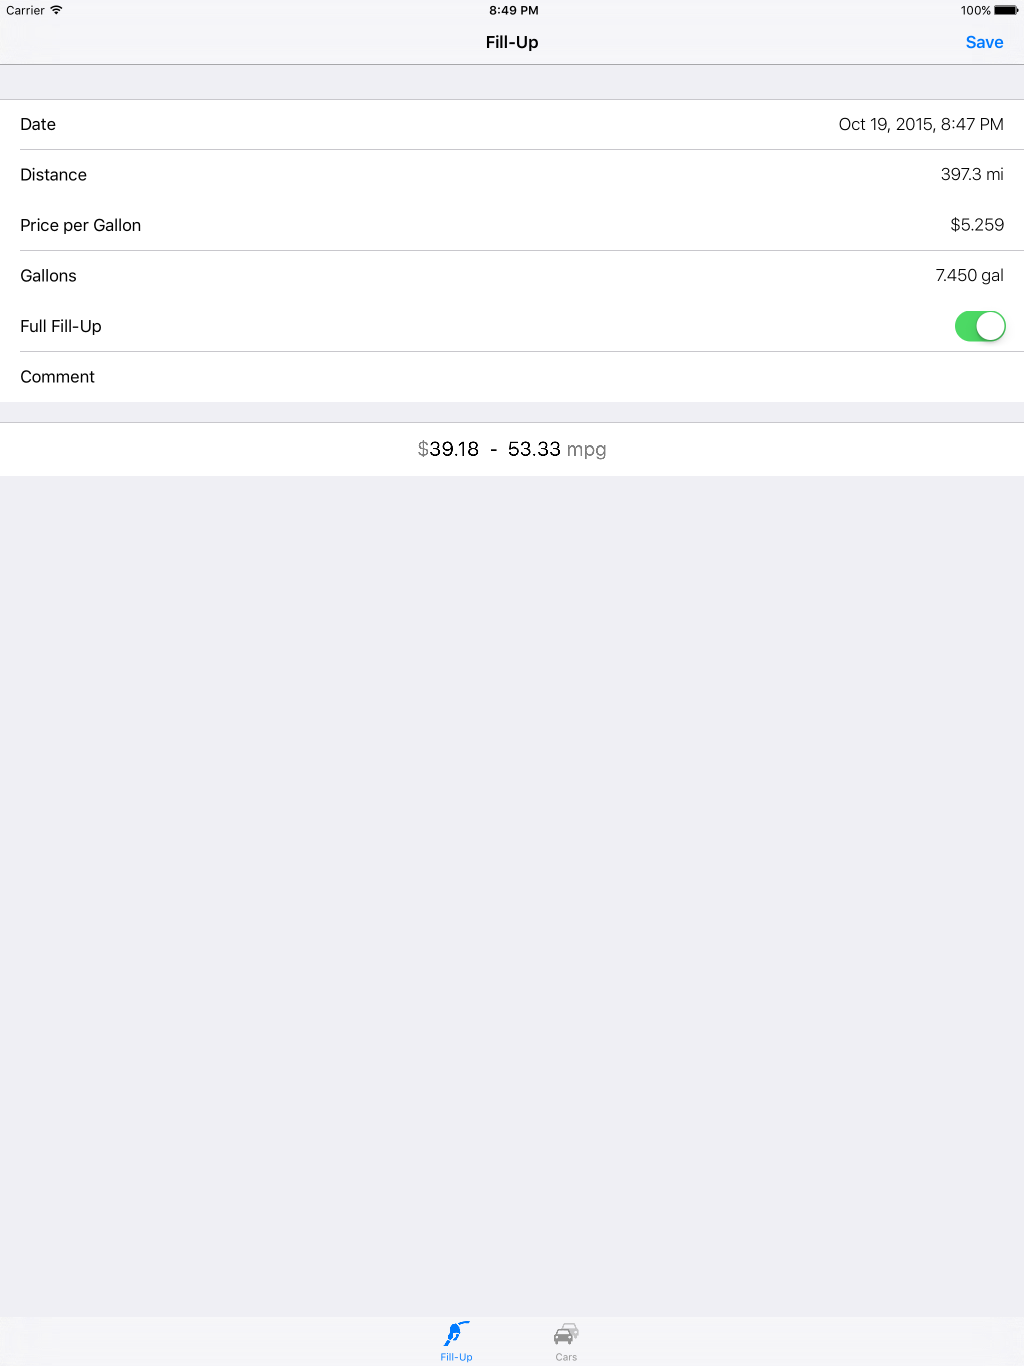 Carrier 8:49 PM 100%
Fill-Up Save
Date Oct 19, 2015, 8:47 PM
Distance 397.3 mi
Price per Gallon $5.259
Gallons 7.450 gal
Full Fill-Up
Comment
$39.18 - 53.33 mpg
Fill-Up Cars